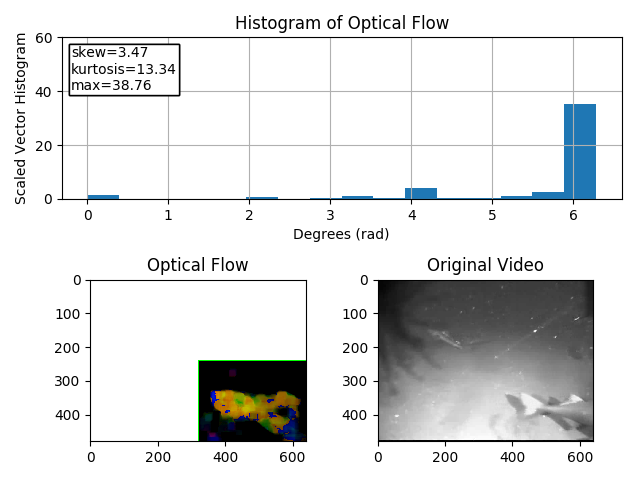 Histogram of Optical Flow
Scaled Vector Histogram
60
40
20
0
skew=3.47
kurtosis=13.34
max=38.76
0 1 2 3 4 5 6
Degrees (rad)
Optical Flow
0
100
200
300
400
0 200 400 600
Original Video
0
100
200
300
400
0 200 400 600